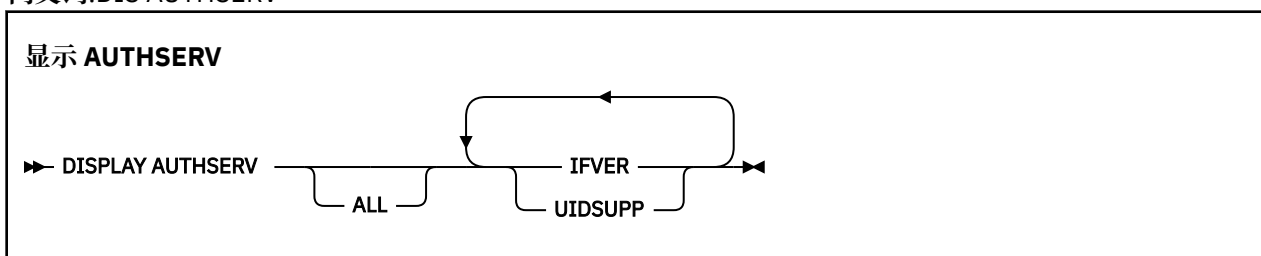 显示 AUTHSERV
DISPLAY AUTHSERV
ALL
IFVER
UIDSUPP